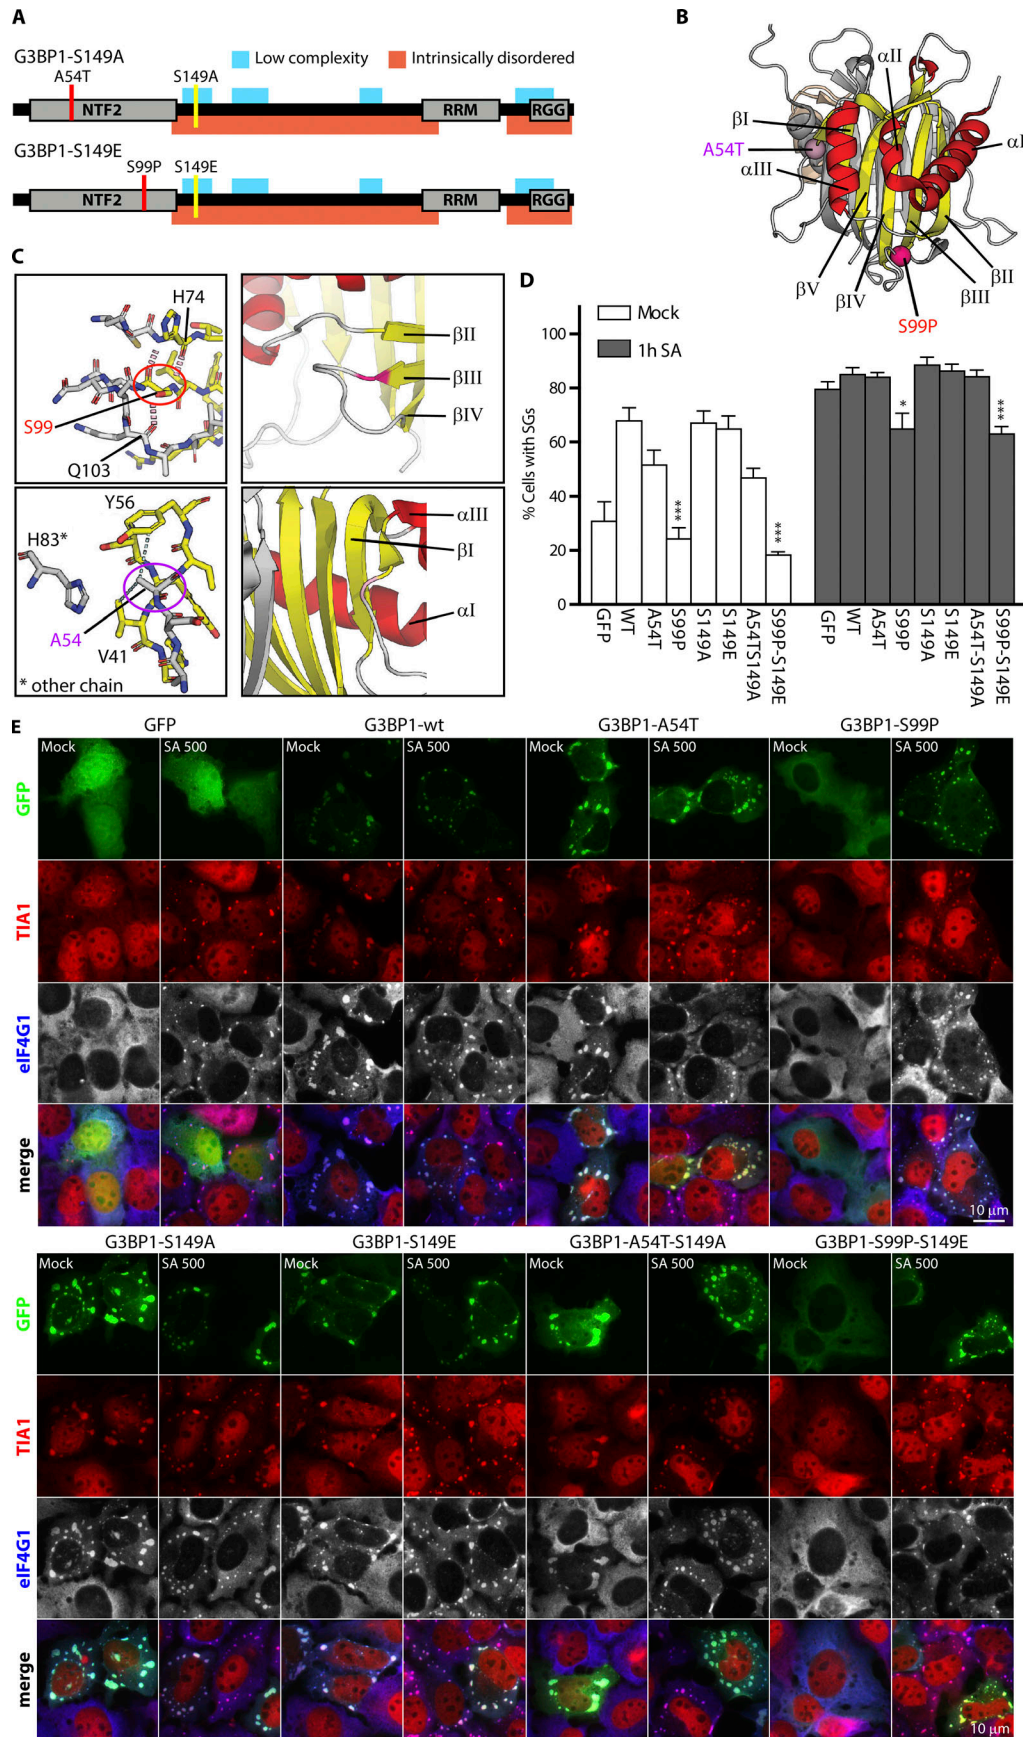 A
G3BP1-S149A
Low complexity
Intrinsically disordered
A54T
S149A
NTF2
RRM
RGG
G3BP1-S149E
S99P
S149E
NTF2
RRM
RGG
B
αII
βI
A54T
αIII
αI
βV
βIV
S99P
βIII
βII
C
H74
S99
Q103
βII
βIII
βIV
Y56
H83*
A54
V41
* other chain
αIII
βI
αI
D
Mock
1h SA
% Cells with SGs
100
80
60
40
20
0
***
***
*
***
GFP
WT
A54T
S99P
S149A
S149E
A54TS149A
S99P-S149E
GFP
WT
A54T
S99P
S149A
S149E
A54T-S149A
S99P-S149E
E
GFP
G3BP1-wt
G3BP1-A54T
G3BP1-S99P
Mock
SA 500
Mock
SA 500
Mock
SA 500
Mock
SA 500
GFP
TIA1
eIF4G1
merge
10 µm
G3BP1-S149A
G3BP1-S149E
G3BP1-A54T-S149A
G3BP1-S99P-S149E
Mock
SA 500
Mock
SA 500
Mock
SA 500
Mock
SA 500
GFP
TIA1
eIF4G1
merge
10 µm